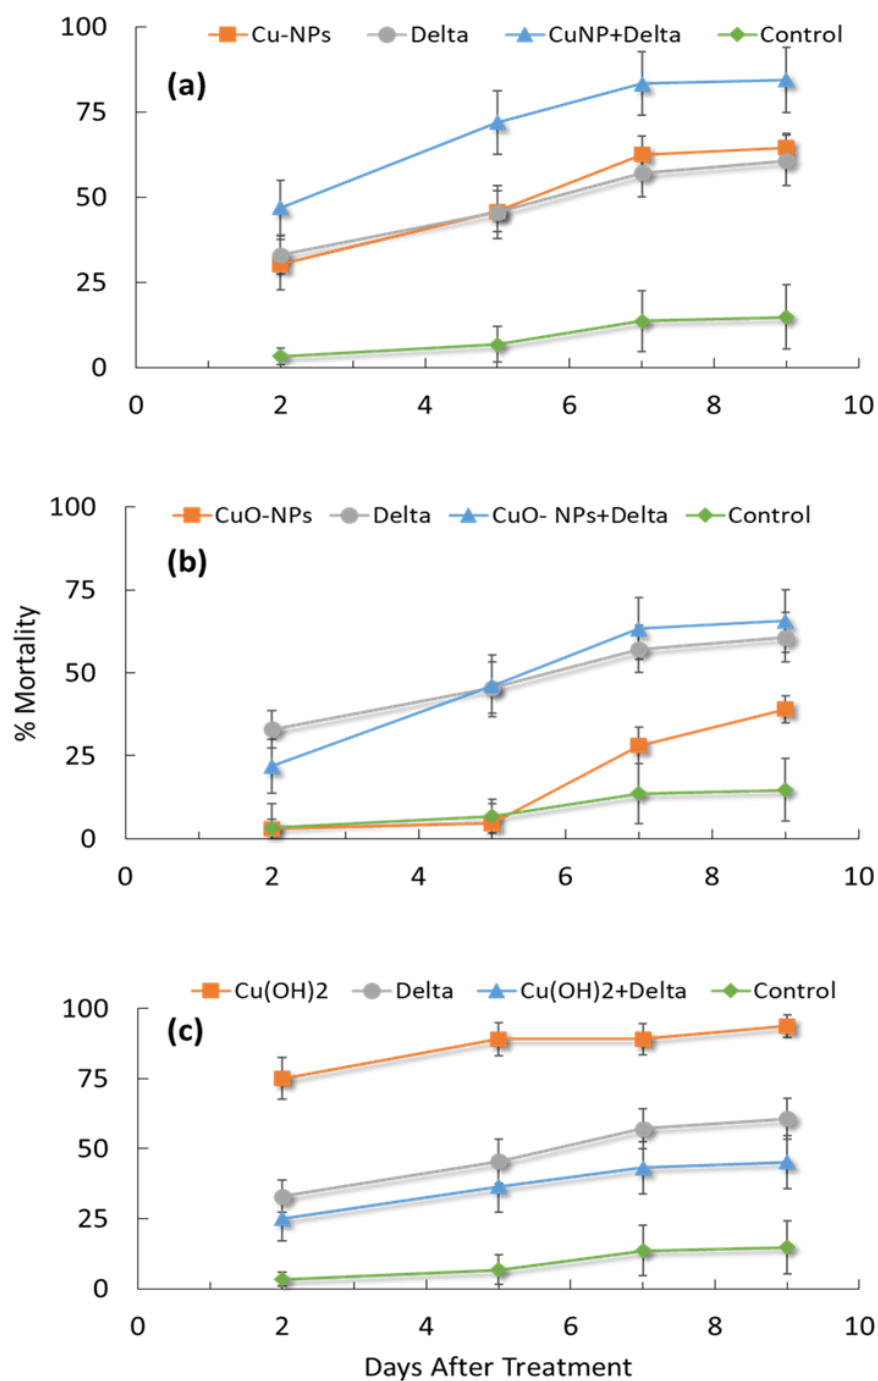 Cu-NPs Delta CuNP+Delta Control
(a)
100
75
50
25
0
0 2 4 6 8 10
CuO-NPs Delta CuO- NPs+Delta Control
(b)
100
75
50
25
0
0 2 4 6 8 10
% Mortality
Cu(OH)2 Delta Cu(OH)2+Delta Control
(c)
100
75
50
25
0
0 2 4 6 8 10
Days After Treatment